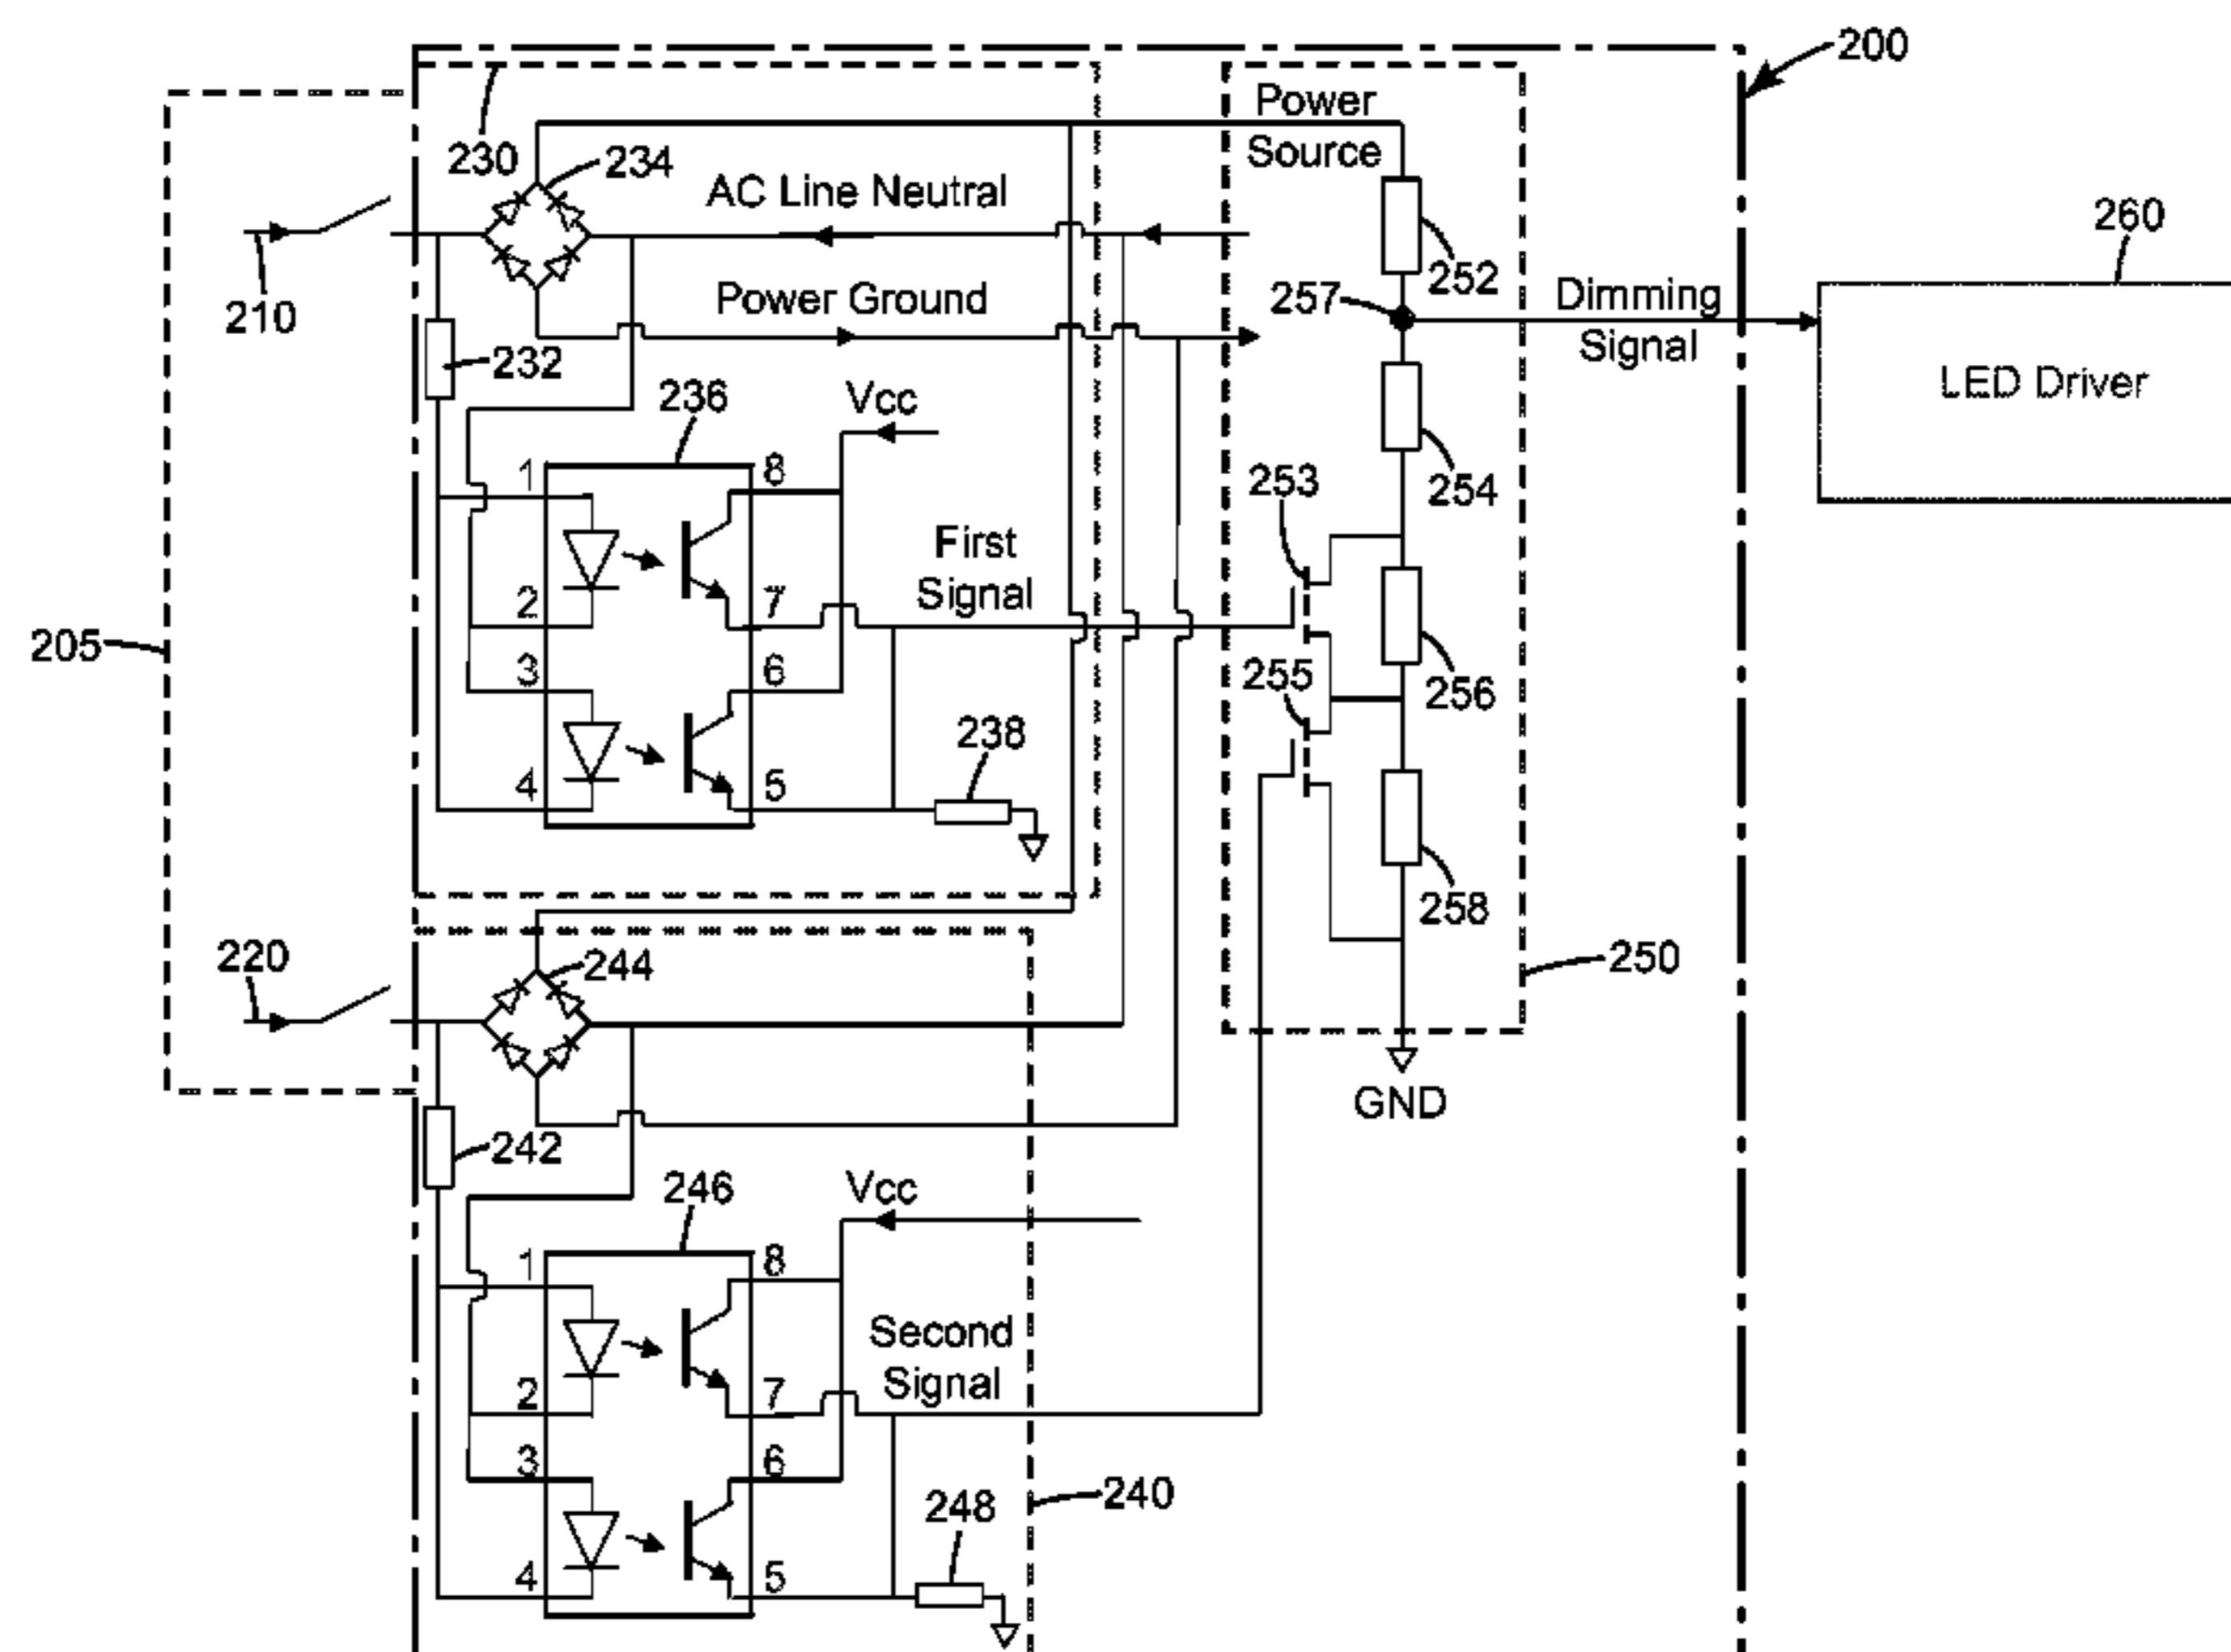 200
Power
Source
230
234
AC Line Neutral
260
210
257
252
Dimming
Signal
Power Ground
232
LED Driver
236
Vcc
253
254
1
8
First
Signal
2
7
205
3
6
255
256
238
4
5
258
220
244
250
GND
242
246
Vcc
1
8
Second
Signal
2
7
3
6
248
240
4
5